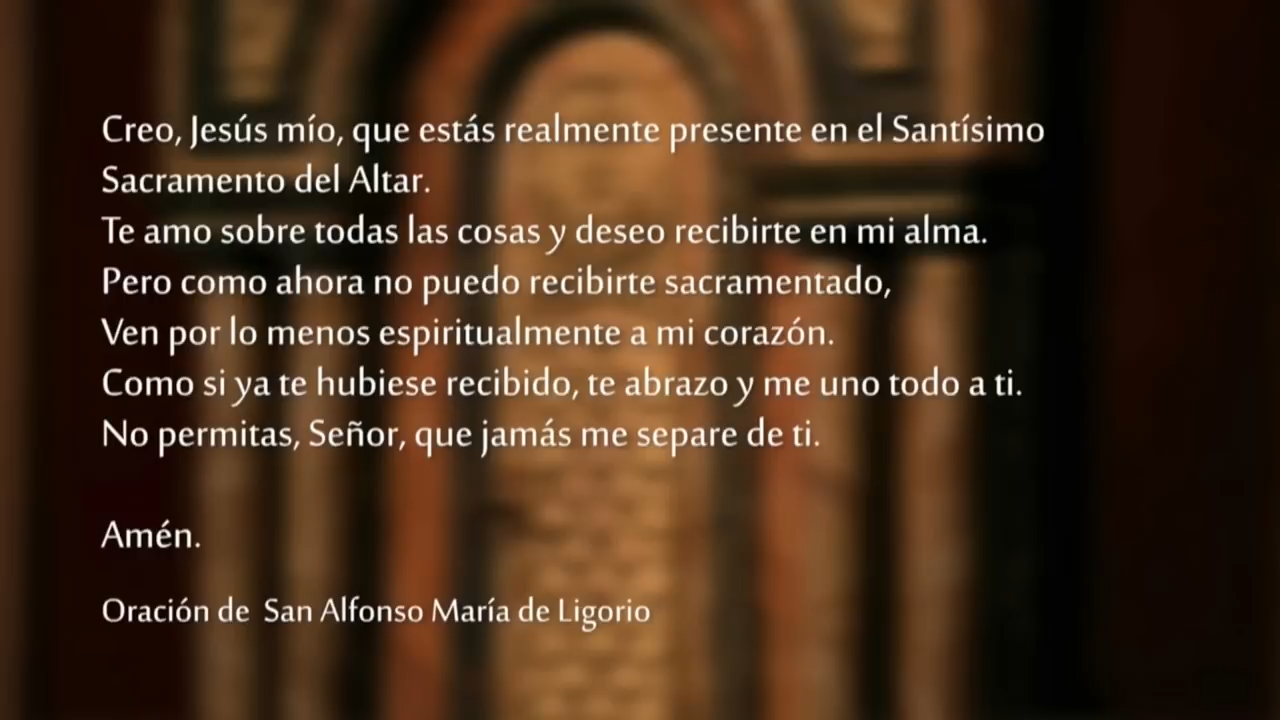 Creo, Jesús mío, que estás realmente presente en el Santísimo
Sacramento del Altar.
Te amo sobre todas las cosas y deseo recibirte en mi alma.
Pero como ahora no puedo recibirte sacramentado,
Ven por lo menos espiritualmente a mi corazón.
Como si ya te hubiese recibido, te abrazo y me uno todo a ti.
No permitas, Señor, que jamás me separe de ti.
Amén.
Oración de San Alfonso María de Ligorio